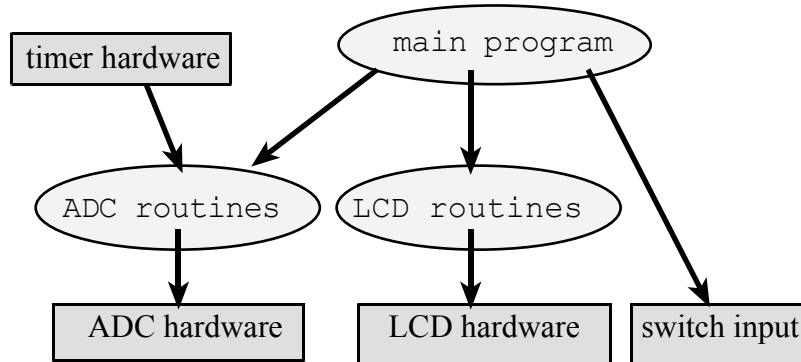 main program
timer hardware
ADC routines
LCD routines
ADC hardware
LCD hardware
switch input